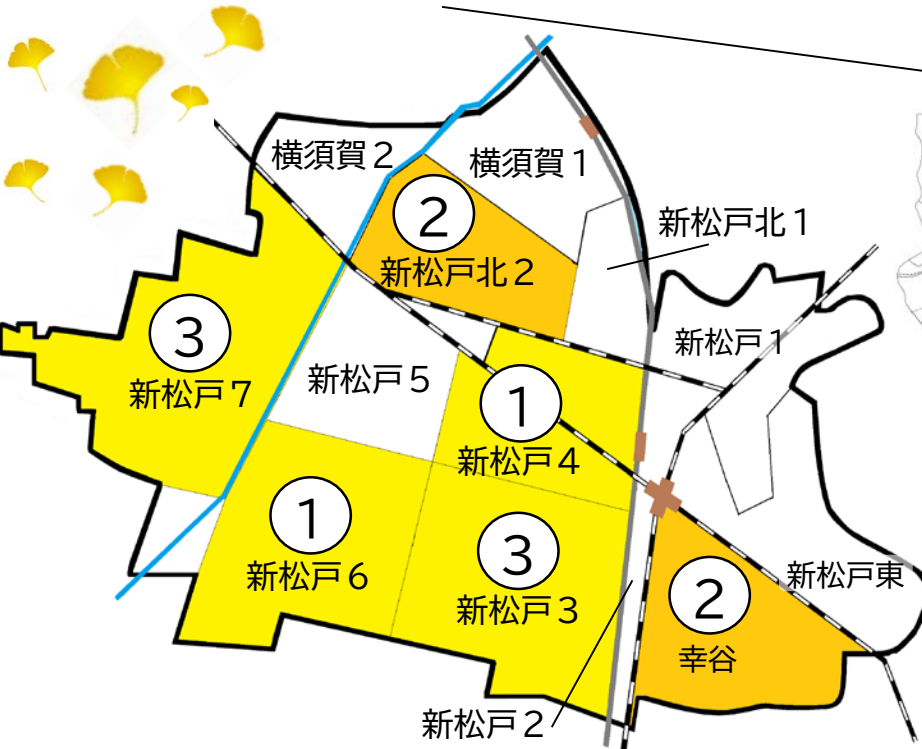 横須賀２
横須賀１
②
新松戸北２
新松戸北１
③
新松戸７
新松戸５
新松戸１
①
新松戸４
①
新松戸６
③
新松戸３
②
幸谷
新松戸東
新松戸２